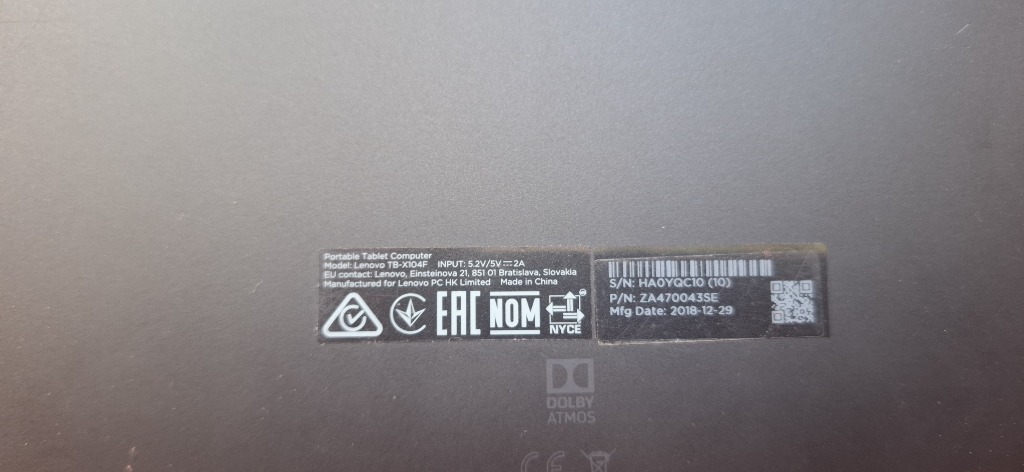 Portable Tablet Computer
Model: Lenovo TB-X104F INPUT: 5.2V/5V⎓2A
EU contact: Lenovo, Einsteinova 21, 851 01 Bratislava, Slovakia
Manufactured for Lenovo PC HK Limited Made in China
EAC NOM NYCE
S/N: HA0YQC10 (10)
P/N: ZA470043SE
Mfg Date: 2018-12-29
DOLBY
ATMOS
CE